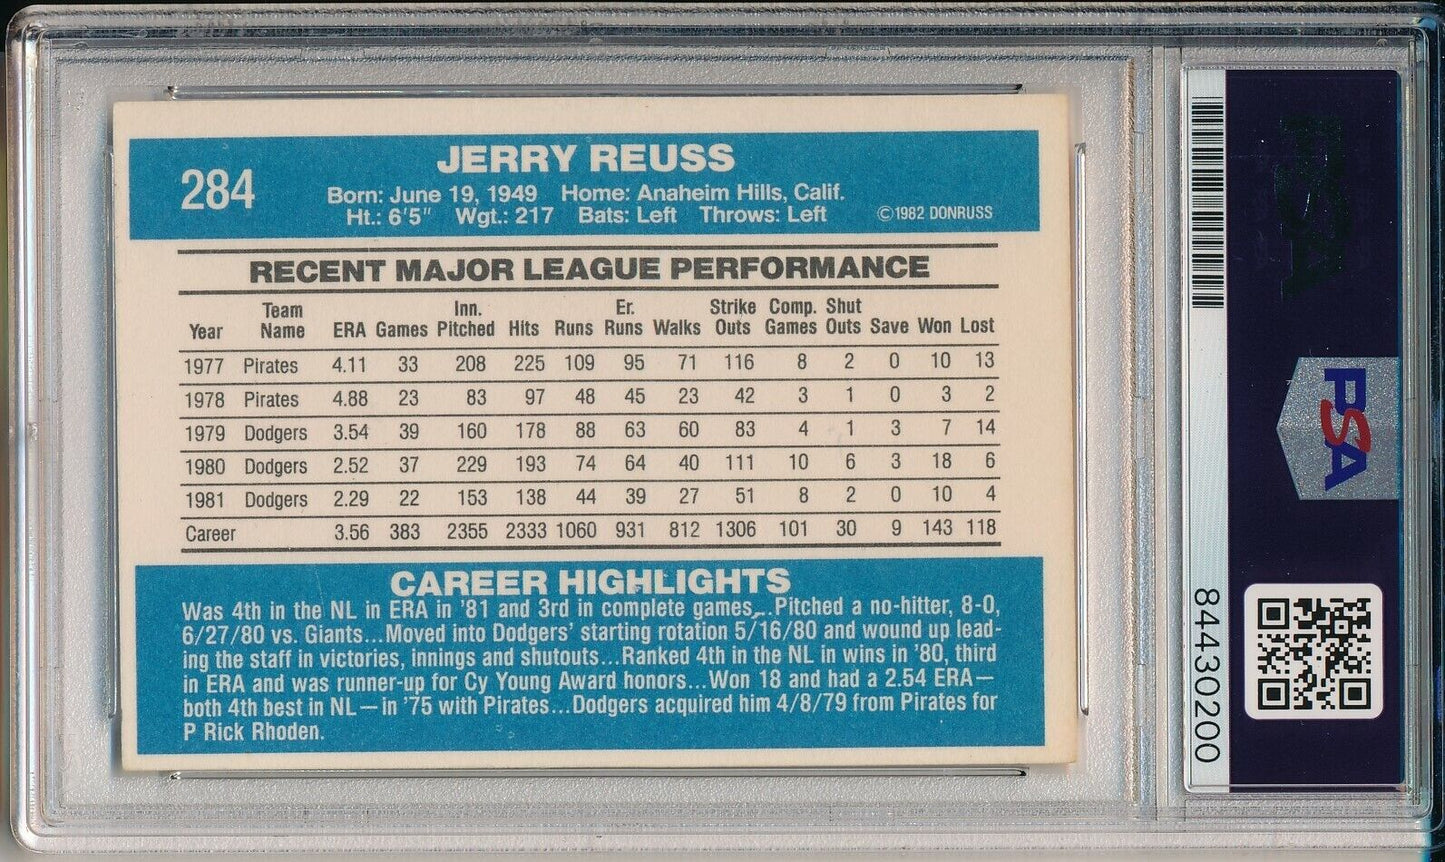 JERRY REUSS
284
Born: June 19, 1949 Home: Anaheim Hills, Calif.
Ht.: 6'5" Wgt.: 217 Bats: Left Throws: Left
©1982 DONRUSS
RECENT MAJOR LEAGUE PERFORMANCE
Year Team Name ERA Games Inn. Pitched Hits Runs Er. Runs Walks Strike Outs Comp. Games Shut Outs Save Won Lost
1977 Pirates 4.11 33 208 225 109 95 71 116 8 2 0 10 13
1978 Pirates 4.88 23 83 97 48 45 23 42 3 1 0 3 2
1979 Dodgers 3.54 39 160 178 88 63 60 83 4 1 3 7 14
1980 Dodgers 2.52 37 229 193 74 64 40 111 10 6 3 18 6
1981 Dodgers 2.29 22 153 138 44 39 27 51 8 2 0 10 4
Career 3.56 383 2355 2333 1060 931 812 1306 101 30 9 143 118
CAREER HIGHLIGHTS
Was 4th in the NL in ERA in '81 and 3rd in complete games...Pitched a no-hitter, 8-0,
6/27/80 vs. Giants...Moved into Dodgers' starting rotation 5/16/80 and wound up lead-
ing the staff in victories, innings and shutouts...Ranked 4th in the NL in wins in '80, third
in ERA and was runner-up for Cy Young Award honors...Won 18 and had a 2.54 ERA—
both 4th best in NL—in '75 with Pirates...Dodgers acquired him 4/8/79 from Pirates for
P Rick Rhoden.
PSA
PSA
84430200